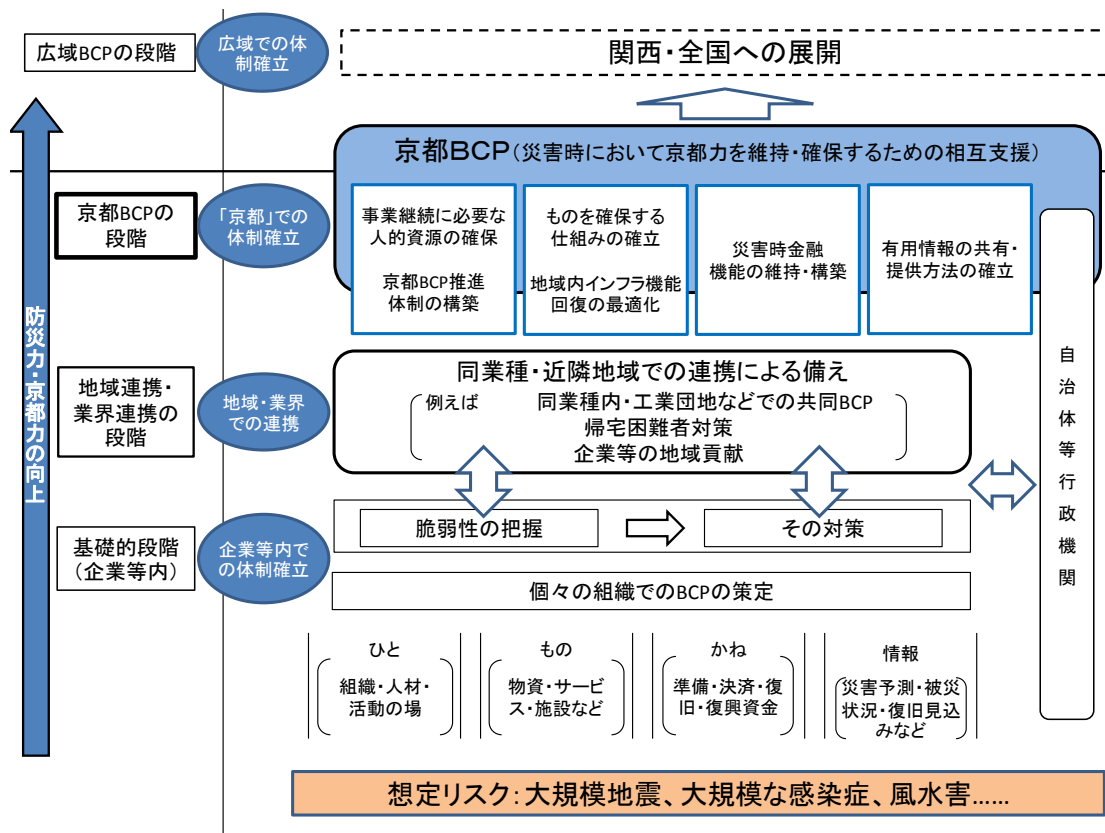 広域BCPの段階
広域での体
制確立
関西・全国への展開
京都BCP(災害時において京都力を維持・確保するための相互支援)
京都BCPの
段階
「京都」での
体制確立
事業継続に必要な
人的資源の確保
京都BCP推進
体制の構築
ものを確保する
仕組みの確立
地域内インフラ機能
回復の最適化
災害時金融
機能の維持・構築
有用情報の共有・
提供方法の確立
防災力・京都力の向上
自治体等行政機関
地域連携・
業界連携の
段階
地域・業界
での連携
同業種・近隣地域での連携による備え
例えば 同業種内・工業団地などでの共同BCP
帰宅困難者対策
企業等の地域貢献
基礎的段階
(企業等内)
企業等内で
の体制確立
脆弱性の把握
その対策
個々の組織でのBCPの策定
ひと
組織・人材・
活動の場
もの
物資・サービ
ス・施設など
かね
準備・決済・復
旧・復興資金
情報
災害予測・被災
状況・復旧見込
みなど
想定リスク:大規模地震、大規模な感染症、風水害……